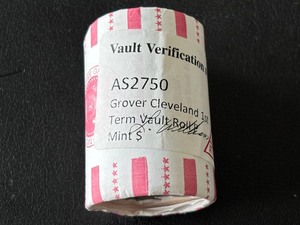 Vault Verification
AS2750
Grover Cleveland 1st
Term Vault Roll
Mint S